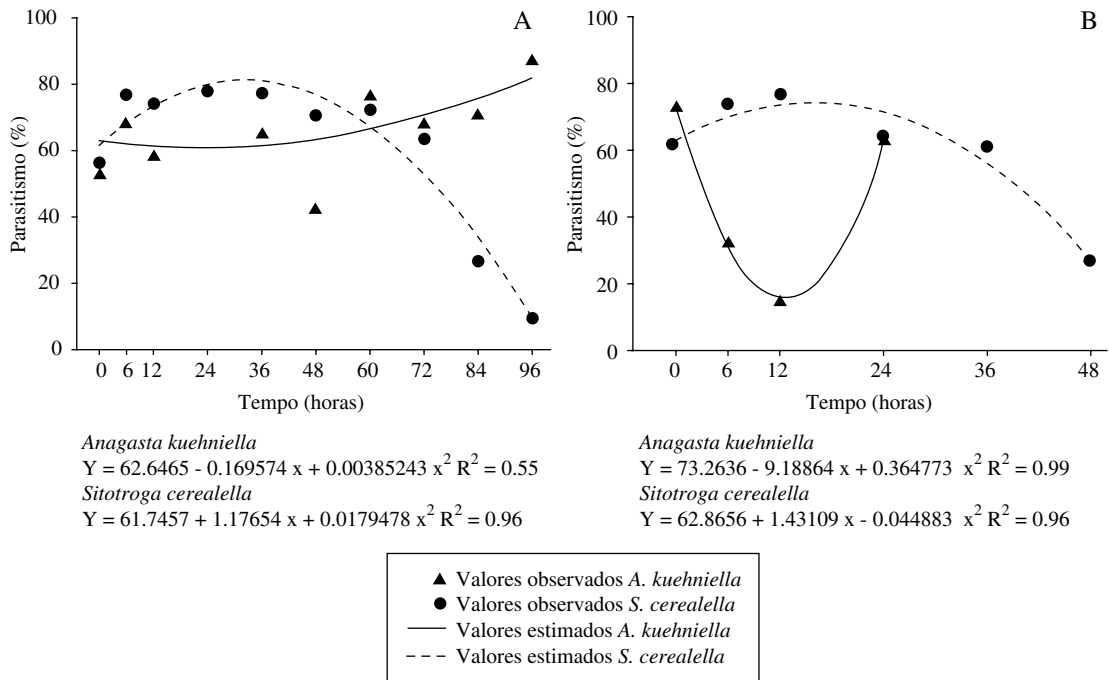 A
100
80
60
40
20
0
Parasitismo (%)
0 6 12 24 36 48 60 72 84 96
Tempo (horas)
Anagasta kuehniella
Y = 62.6465 - 0.169574 x + 0.00385243 x² R² = 0.55
Sitotroga cerealella
Y = 61.7457 + 1.17654 x + 0.0179478 x² R² = 0.96
B
100
80
60
40
20
0
Parasitismo (%)
0 6 12 24 36 48
Tempo (horas)
Anagasta kuehniella
Y = 73.2636 - 9.18864 x + 0.364773 x² R² = 0.99
Sitotroga cerealella
Y = 62.8656 + 1.43109 x - 0.044883 x² R² = 0.96
Valores observados A. kuehniella
Valores observados S. cerealella
Valores estimados A. kuehniella
Valores estimados S. cerealella